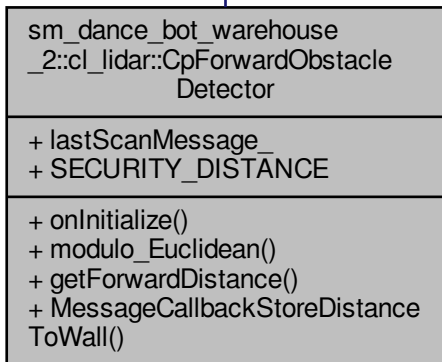 sm_dance_bot_warehouse
_2::cl_lidar::CpForwardObstacle
Detector
+ lastScanMessage_
+ SECURITY_DISTANCE
+ onInitialize()
+ modulo_Euclidean()
+ getForwardDistance()
+ MessageCallbackStoreDistance
ToWall()